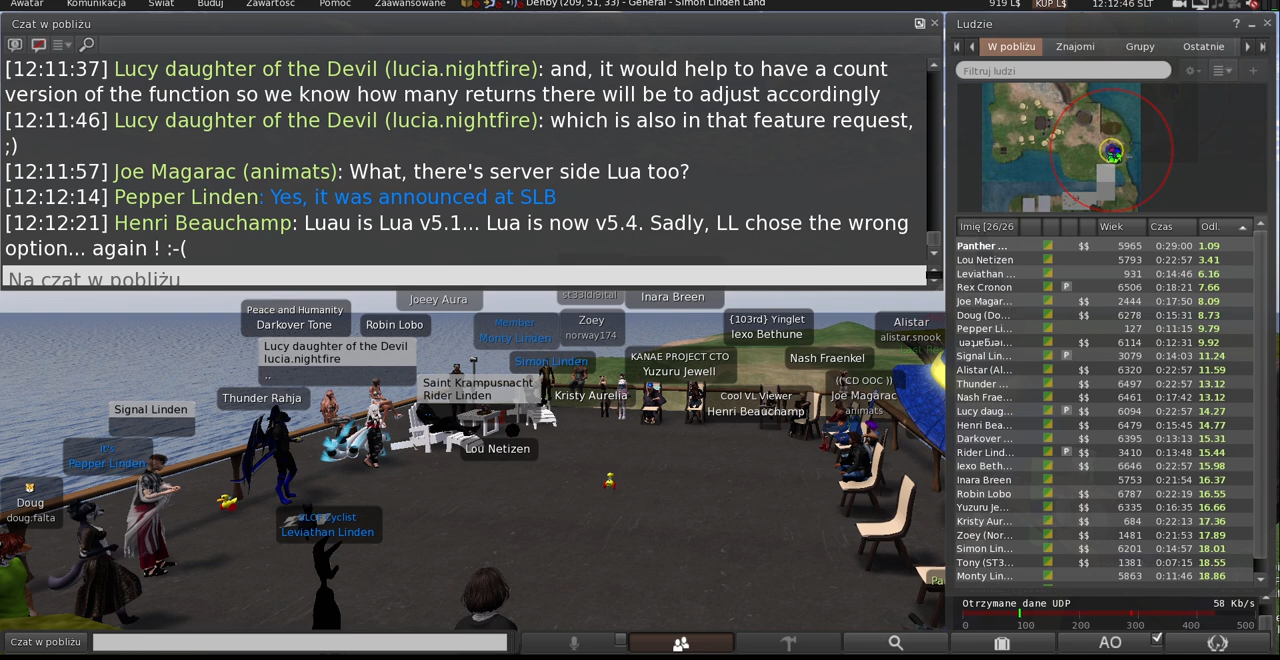 Awatar Komunikacja Świat Buduj Zawartość Pomoc Zaawansowane Denby (209, 51, 33) - General - Simon Linden Land 919 L$ KUP L$ 12:12:46 SLT
Czat w pobliżu
[12:11:37] Lucy daughter of the Devil (lucia.nightfire): and, it would help to have a count
version of the function so we know how many returns there will be to adjust accordingly
[12:11:46] Lucy daughter of the Devil (lucia.nightfire): which is also in that feature request,
;)
[12:11:57] Joe Magarac (animats): What, there's server side Lua too?
[12:12:14] Pepper Linden: Yes, it was announced at SLB
[12:12:21] Henri Beauchamp: Luau is Lua v5.1... Lua is now v5.4. Sadly, LL chose the wrong
option... again ! :-(
Na czat w pobliżu
Joeey Aura
st33ldi9ital
Inara Breen
Peace and Humanity
Darkover Tone
Robin Lobo
Member
Monty Linden
Zoey
norway174
{103rd} Yinglet
Iexo Bethune
Alistar
alistar.snook
Lucy daughter of the Devil
lucia.nightfire
..
Simon Linden
KANAE PROJECT CTO
Yuzuru Jewell
Nash Fraenkel
Saint Krampusnacht
Rider Linden
Kristy Aurelia
Cool VL Viewer
Henri Beauchamp
((CD OOC ))
Joe Magarac
animats
Thunder Rahja
Signal Linden
It's
Pepper Linden
Lou Netizen
Doug
doug.falta
Leviathan Linden
Pa
Czat w pobliżu
AO
Ludzie
W pobliżu Znajomi Grupy Ostatnie
Filtruj ludzi
Imię [26/26 Wiek Czas Odl.
Panther ... $$ 5965 0:29:00 1.09
Lou Netizen 5793 0:22:57 3.41
Leviathan ... 931 0:14:46 6.16
Rex Cronon P 6506 0:18:21 7.66
Joe Magar... $$ 2444 0:17:50 8.09
Doug (Do... $$ 6278 0:15:31 8.73
Pepper Li... 127 0:11:15 9.79
$$ 6114 0:12:31 9.92
Signal Lin... P 3079 0:14:03 11.24
Alistar (Al... $$ 6320 0:22:57 11.59
Thunder ... $$ 6497 0:22:57 13.12
Nash Frae... $$ 6461 0:17:42 13.12
Lucy daug... P $$ 6094 0:22:57 14.27
Henri Bea... $$ 6479 0:15:45 14.77
Darkover ... $$ 6395 0:13:13 15.31
Rider Lind... P $$ 3410 0:13:48 15.44
Iexo Beth... $$ 6646 0:22:57 15.98
Inara Breen 5753 0:21:54 16.37
Robin Lobo $$ 6787 0:22:19 16.55
Yuzuru Je... $$ 6335 0:16:35 16.66
Kristy Aur... $$ 684 0:22:13 17.36
Zoey (Nor... $$ 1481 0:21:53 17.89
Simon Lin... $$ 6201 0:14:57 18.01
Tony (ST3... $$ 1381 0:07:15 18.55
Monty Lin... 5863 0:11:46 18.86
Otrzymane dane UDP 58 Kb/s
0 100 200 300 400 500